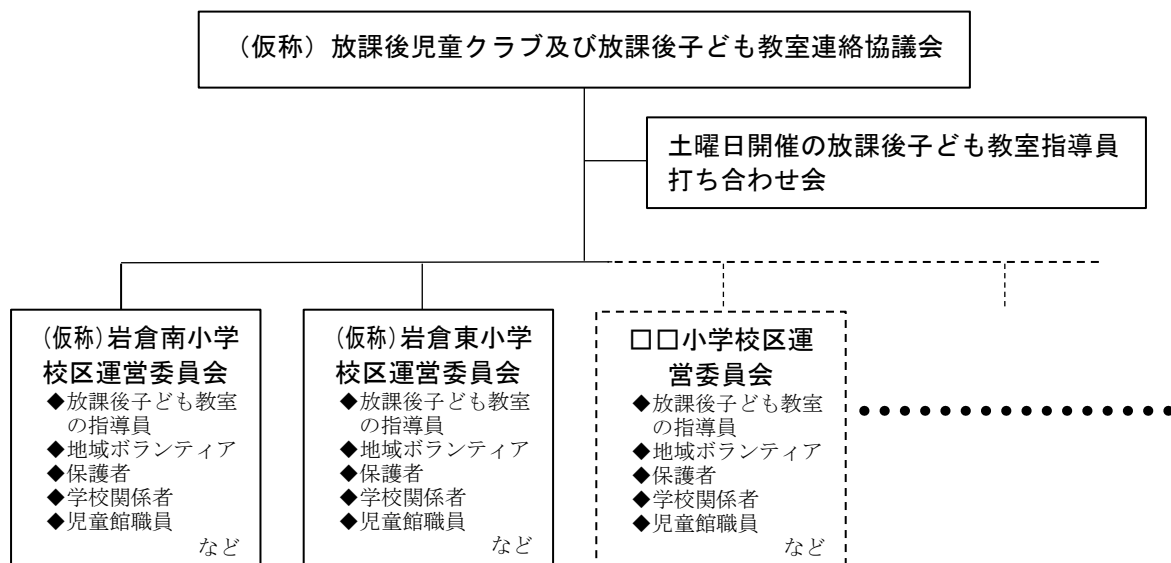 （仮称）放課後児童クラブ及び放課後子ども教室連絡協議会
土曜日開催の放課後子ども教室指導員
打ち合わせ会
（仮称）岩倉南小学
校区運営委員会
◆放課後子ども教室
の指導員
◆地域ボランティア
◆保護者
◆学校関係者
◆児童館職員
など
（仮称）岩倉東小学
校区運営委員会
◆放課後子ども教室
の指導員
◆地域ボランティア
◆保護者
◆学校関係者
◆児童館職員
など
□□小学校区運
営委員会
◆放課後子ども教室
の指導員
◆地域ボランティア
◆保護者
◆学校関係者
◆児童館職員
など